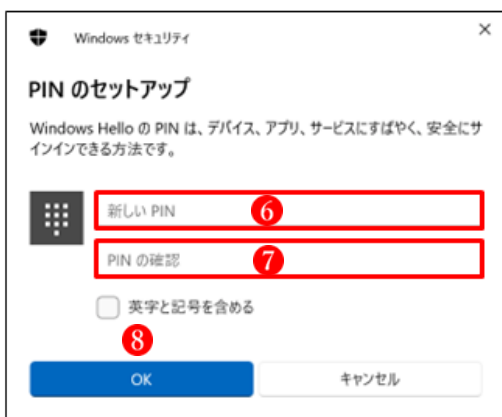 Windows セキュリティ
×
PIN のセットアップ
Windows Hello の PIN は、デバイス、アプリ、サービスにすばやく、安全にサ
インインできる方法です。
新しい PIN 6
PIN の確認 7
英字と記号を含める
8
OK キャンセル